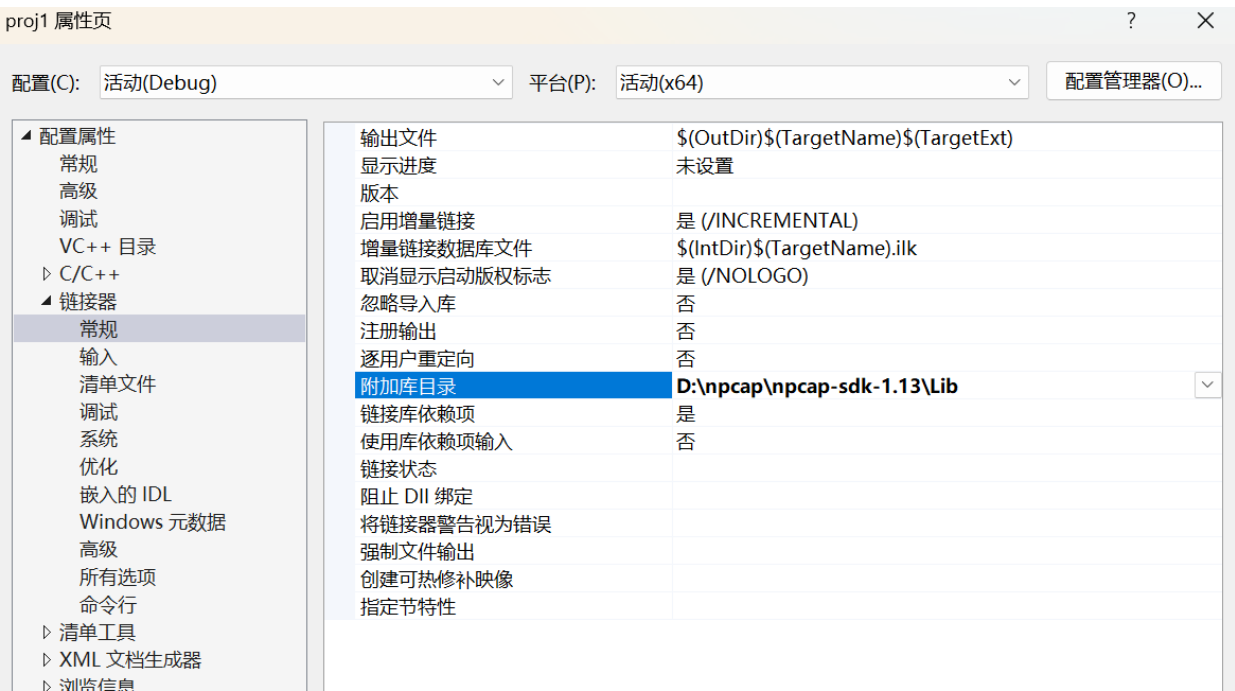 proj1 属性页
配置(C): 活动(Debug) 平台(P): 活动(x64) 配置管理器(O)...
配置属性
常规
高级
调试
VC++ 目录
C/C++
链接器
常规
输入
清单文件
调试
系统
优化
嵌入的 IDL
Windows 元数据
高级
所有选项
命令行
清单工具
XML 文档生成器
浏览信息
输出文件 $(OutDir)$(TargetName)$(TargetExt)
显示进度 未设置
版本
启用增量链接 是 (/INCREMENTAL)
增量链接数据库文件 $(IntDir)$(TargetName).ilk
取消显示启动版权标志 是 (/NOLOGO)
忽略导入库 否
注册输出 否
逐用户重定向 否
附加库目录 D:\npcap\npcap-sdk-1.13\Lib
链接库依赖项 是
使用库依赖项输入 否
链接状态
阻止 Dll 绑定
将链接器警告视为错误
强制文件输出
创建可热修补映像
指定节特性